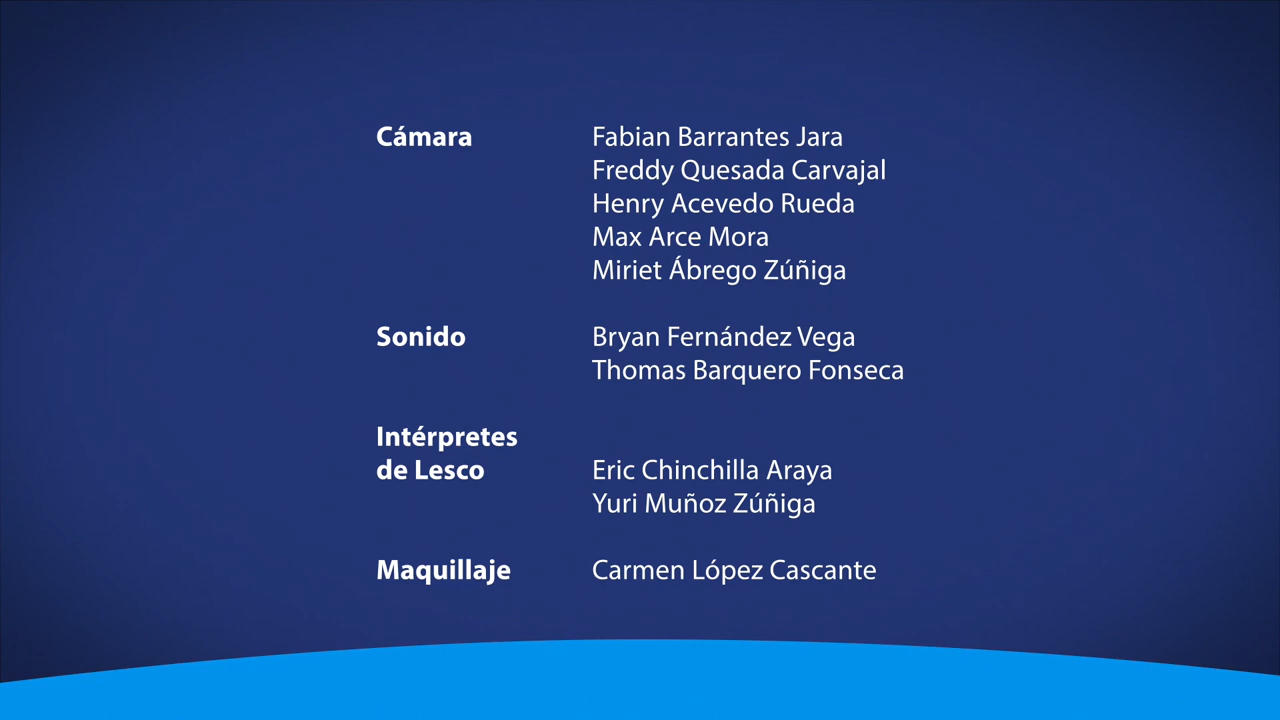 Cámara Fabian Barrantes Jara
Freddy Quesada Carvajal
Henry Acevedo Rueda
Max Arce Mora
Miriet Ábrego Zúñiga
Sonido Bryan Fernández Vega
Thomas Barquero Fonseca
Intérpretes
de Lesco Eric Chinchilla Araya
Yuri Muñoz Zúñiga
Maquillaje Carmen López Cascante